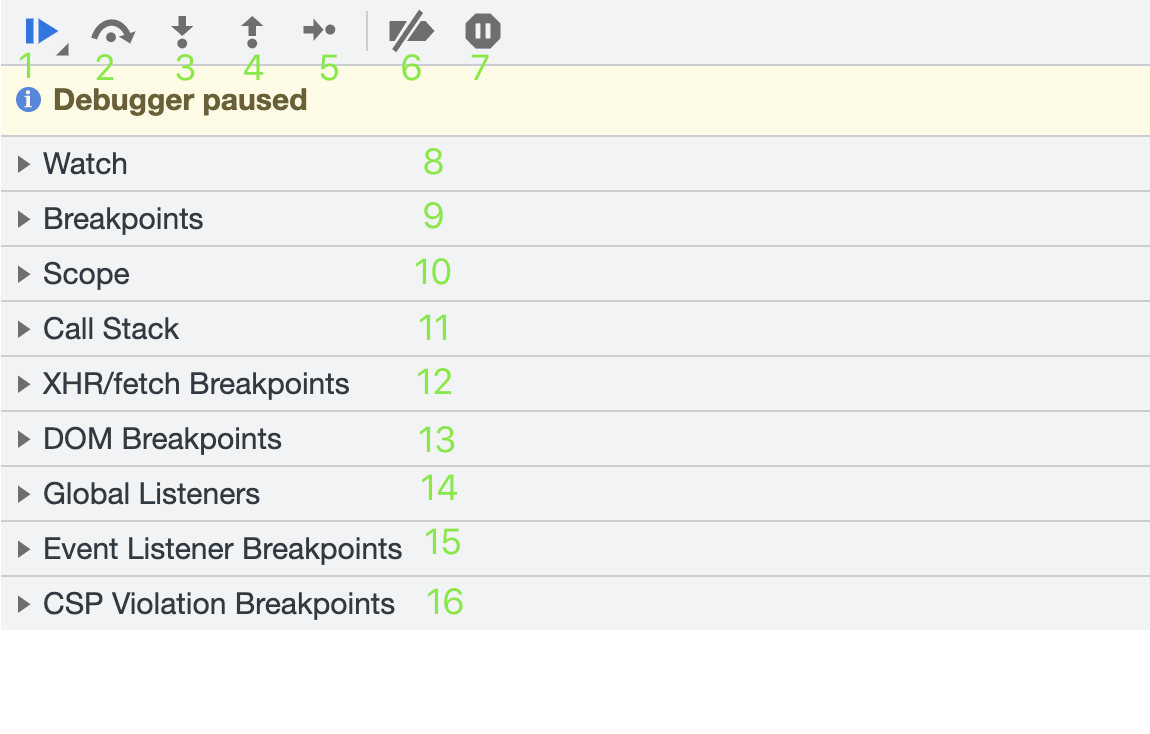 1 2 3 4 5 6 7
Debugger paused
Watch 8
Breakpoints 9
Scope 10
Call Stack 11
XHR/fetch Breakpoints 12
DOM Breakpoints 13
Global Listeners 14
Event Listener Breakpoints 15
CSP Violation Breakpoints 16